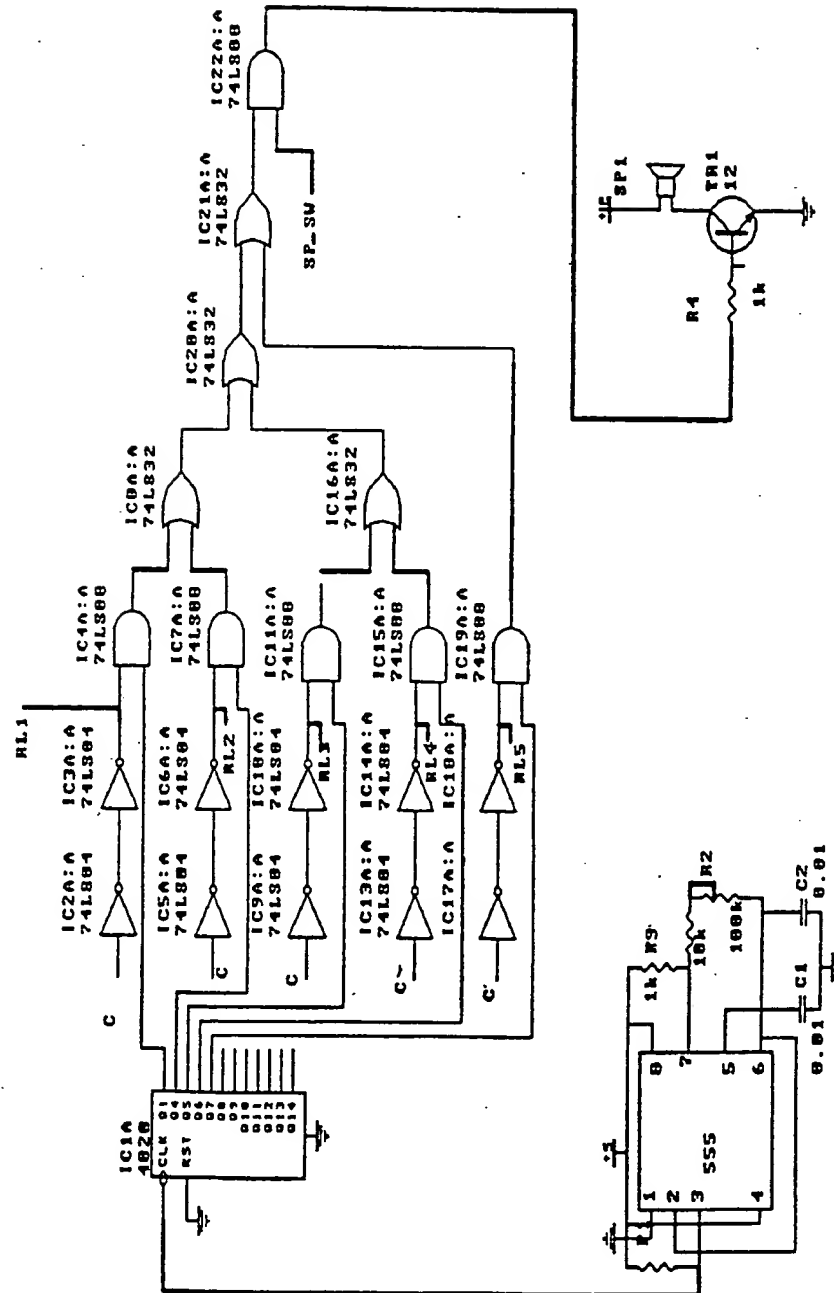 IC22A:A
74LS08
IC21A:A
74LS32
SP_SW
IC20A:A
74LS32
IC8A:A
74LS32
IC16A:A
74LS32
IC4A:A
74LS08
IC7A:A
74LS08
IC11A:A
74LS08
IC15A:A
74LS08
IC19A:A
74LS08
RL1
IC3A:A
74LS04
IC6A:A
74LS04
RL2
IC10A:A
74LS04
RL3
IC14A:A
74LS04
RL4
IC18A:A
RL5
IC2A:A
74LS04
IC5A:A
74LS04
IC9A:A
74LS04
IC13A:A
74LS04
IC17A:A
C
C
C
C
C
IC1A
4020
CLK
RST
Q1
Q4
Q5
Q6
Q7
Q8
Q9
Q10
Q11
Q12
Q13
Q14
SP1
TR1
12
R4
1k
+5
555
1
2
3
4
8
7
5
6
R3
1k
10k
R2
100k
C1
0.01
C2
0.01